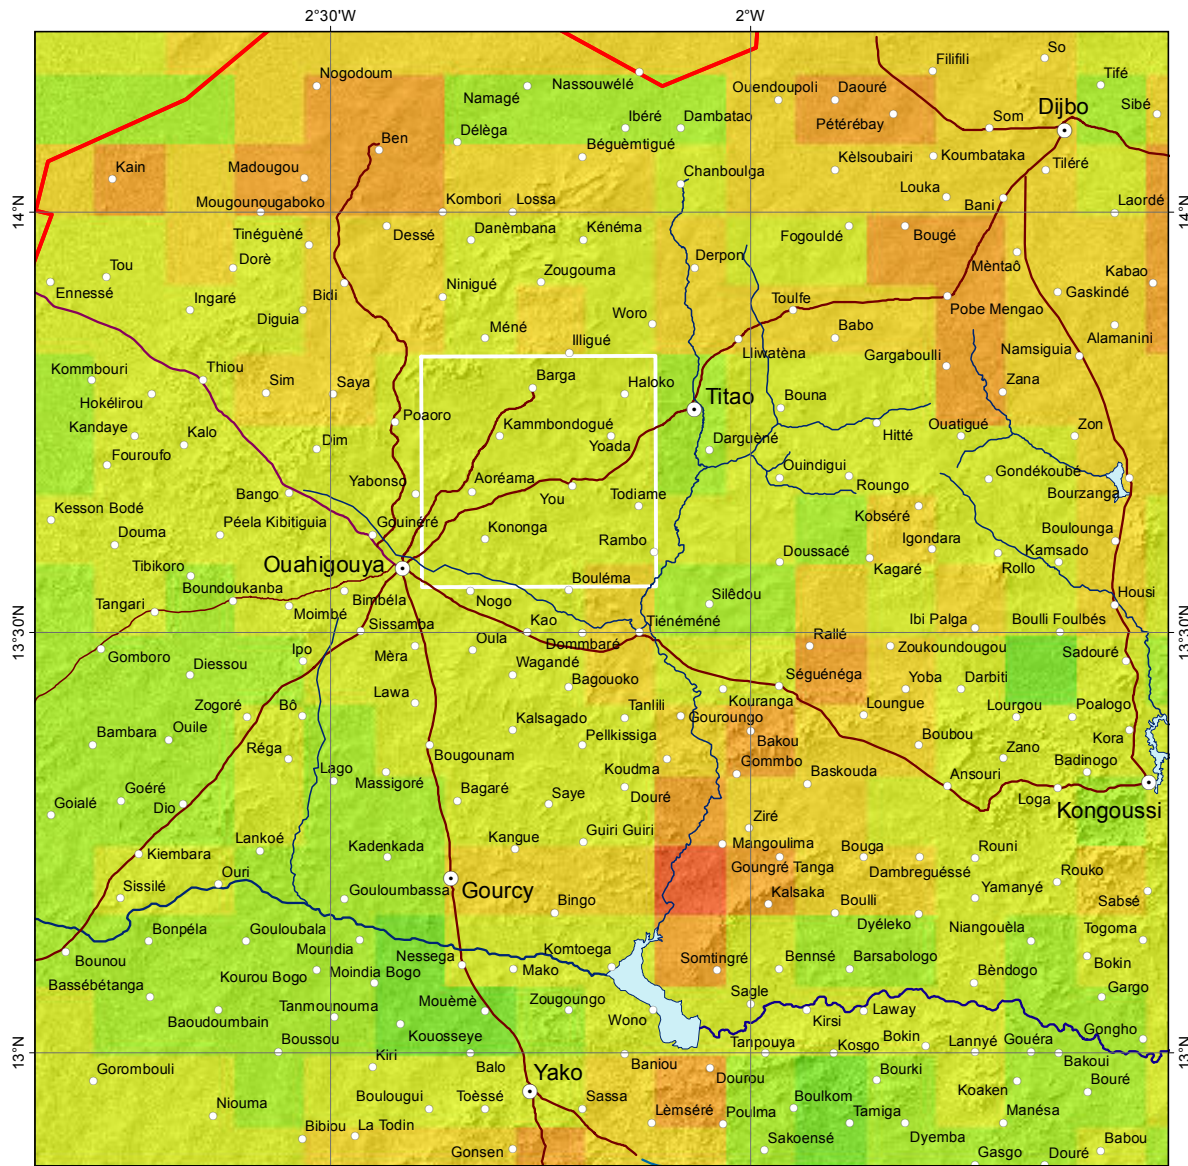 2°30'W 2°W
So
Filifili
Nogodoum
Tifé
Nassouwélé
Ouendoupoli Daouré
Namagé
Sibé
Dijbo
Ibéré Dambatao
Pétérébay
Som
Délèga
Ben
Béguèmtigué
Kèlsoubairi Koumbataka
Kain Madougou
Tiléré
Chanboulga
Louka
Mougounougaboko
Kombori Lossa
Bani
Laordé
14°N 14°N
Danèmbana Kénéma
Tinéguèné
Dessé
Fogouldé Bougé
Derpon
Dorè
Tou
Mèntaô
Zougouma
Kabao
Ennessé
Ninigué
Gaskindé
Ingaré Bidi
Toulfe
Diguia
Woro
Pobe Mengao
Babo
Méné
Alamanini
Illigué
Lliwatèna
Gargaboulli
Namsiguia
Kommbouri Thiou
Barga
Sim Saya
Haloko
Zana
Titao
Hokélirou
Bouna
Poaoro
Kandaye Kalo
Kammbondogué
Ouatigué Zon
Dim
Yoada
Hitté
Darguèné
Fouroufo
Ouindigui
Gondékoubé
Yabonso
Aoréama
Bango
You Todiame
Roungo
Bourzanga
Kesson Bodé
Kobséré
Péela Kibitiguia Gouinéré
Douma
Kononga
Boulounga
Igondara
Rambo
Doussacé
Kamsado
Ouahigouya
Tibikoro
Kagaré
Rollo
Bouléma
Boundoukanba
Housi
Tangari
Bimbéla
Nogo
Silêdou
Moimbé
Sissamba
Kao
Tiénéméné
Ibi Palga Boulli Foulbés
13°30'N 13°30'N
Oula
Dommbaré
Rallé
Zoukoundougou
Ipo
Gomboro
Mèra
Sadouré
Diessou
Wagandé
Séguénéga
Yoba Darbiti
Bagouoko
Lawa
Kouranga
Zogoré
Bô
Tanlili
Loungue
Lourgou Poalogo
Kalsagado
Gouroungo
Bambara Ouile
Pellkissiga
Bakou
Boubou
Kora
Réga
Bougounam
Zano
Badinogo
Gommbo
Lago
Koudma
Baskouda
Ansouri
Massigoré
Goéré
Bagaré Saye Douré
Loga
Goialé
Dio
Kongoussi
Ziré
Guiri Guiri
Kangue
Lankoé
Mangoulima
Kadenkada
Bouga
Rouni
Kiembara
Goungré Tanga
Dambreguéssé
Ouri
Rouko
Sissilé
Gouloumbassa
Gourcy
Kalsaka
Yamanyé
Sabsé
Bingo
Boulli
Dyéleko
Bonpéla Gouloubala
Niangouèla
Togoma
Moundia
Komtoega
Bounou
Nessega
Somtingré
Bennsé Barsabologo
Bokin
Kourou Bogo Moindia Bogo
Mako
Bèndogo
Bassébétanga
Gargo
Tanmounouma
Mouèmè
Zougoungo
Sagle
Baoudoumbain
Wono
Kirsi
Laway
Boussou
Kouosseye
Tanpouya
Kosgo
Bokin
Lannyé Gouéra
Gongho
13°N 13°N
Kiri
Balo
Baniou
Bakoui
Yako
Gorombouli
Dourou
Bourki
Koaken
Bouré
Boulougui Toèssé
Sassa
Boulkom
Niouma
Lèmséré Poulma
Tamiga
Manésa
Bibiou La Todin
Sakoensé
Dyemba
Babou
Gonsen
Gasgo Douré